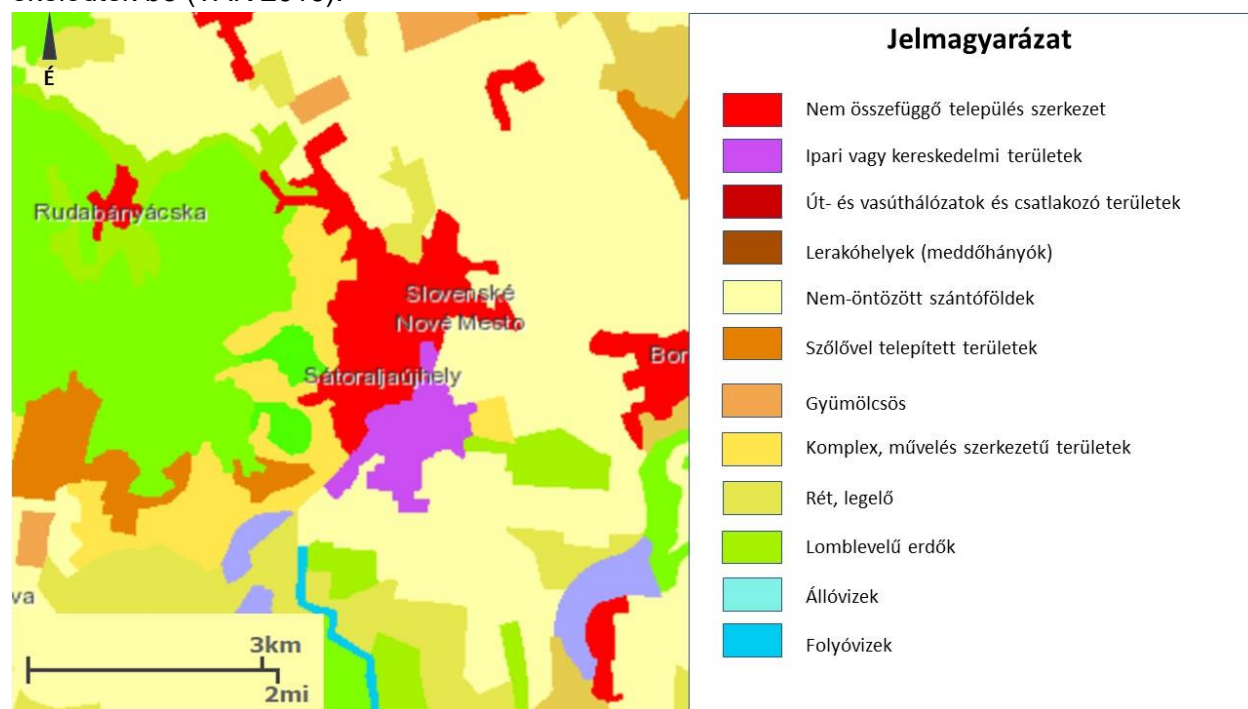 É
Rudabányácska
Slovenské
Nové Mesto
Bor
Sátoraljaújhely
va
3km
2mi
Jelmagyarázat
Nem összefüggő település szerkezet
Ipari vagy kereskedelmi területek
Út- és vasúthálózatok és csatlakozó területek
Lerakóhelyek (meddőhányók)
Nem-öntözött szántóföldek
Szőlővel telepített területek
Gyümölcsös
Komplex, művelés szerkezetű területek
Rét, legelő
Lomblevelű erdők
Állóvizek
Folyóvizek